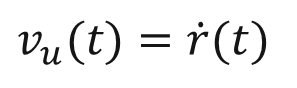 𝑣ᵤ(𝑡) = 𝑟̇(𝑡)